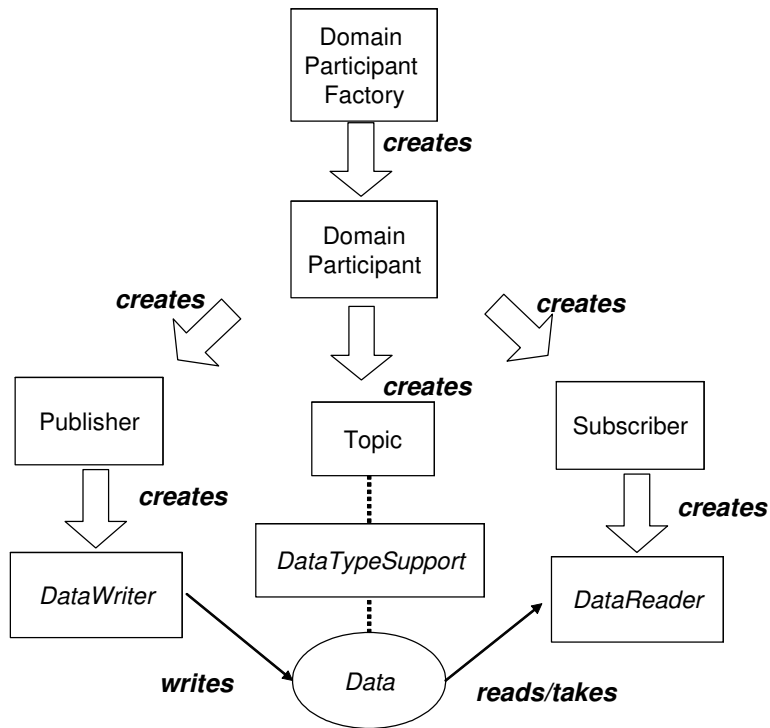 Domain
Participant
Factory
creates
Domain
Participant
creates
creates
creates
Publisher
Topic
Subscriber
creates
creates
DataTypeSupport
DataWriter
DataReader
writes
Data
reads/takes